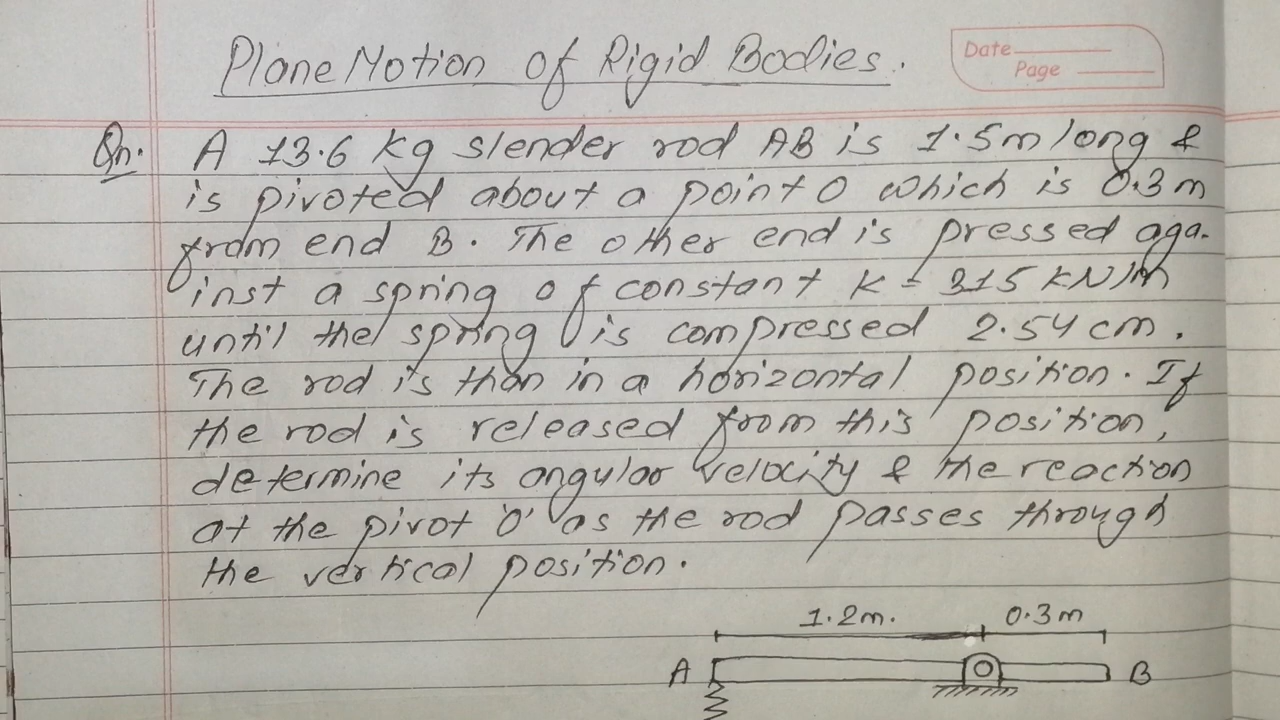 Plane Motion of Rigid Bodies.
Date
Page
Qn. A 13.6 kg slender rod AB is 1.5m long &
is pivoted about a point O which is 0.3m
from end B. The other end is pressed aga-
inst a spring of constant K = 315 KN/m
until the spring is compressed 2.54 cm.
The rod is than in a horizontal position. If
the rod is released from this position,
determine its angular velocity & the reaction
at the pivot 'O' as the rod passes through
the vertical position.
1.2m. 0.3m
A B